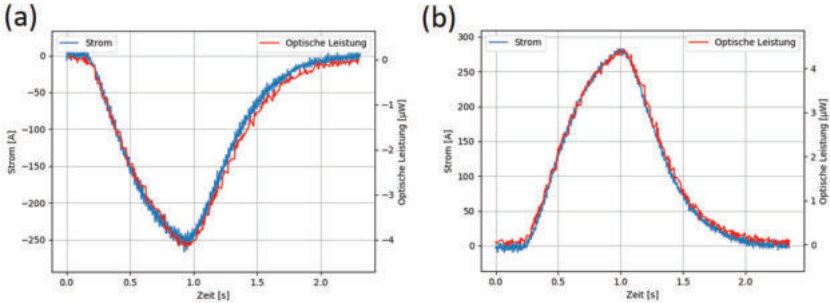 (a)
Strom
Optische Leistung
0
−50
−100
−150
−200
−250
Strom [A]
0
−1
−2
−3
−4
Optische Leistung [µW]
0.0 0.5 1.0 1.5 2.0
Zeit [s]
(b)
Strom
Optische Leistung
300
250
200
150
100
50
0
Strom [A]
4
3
2
1
0
Optische Leistung [µW]
0.0 0.5 1.0 1.5 2.0
Zeit [s]